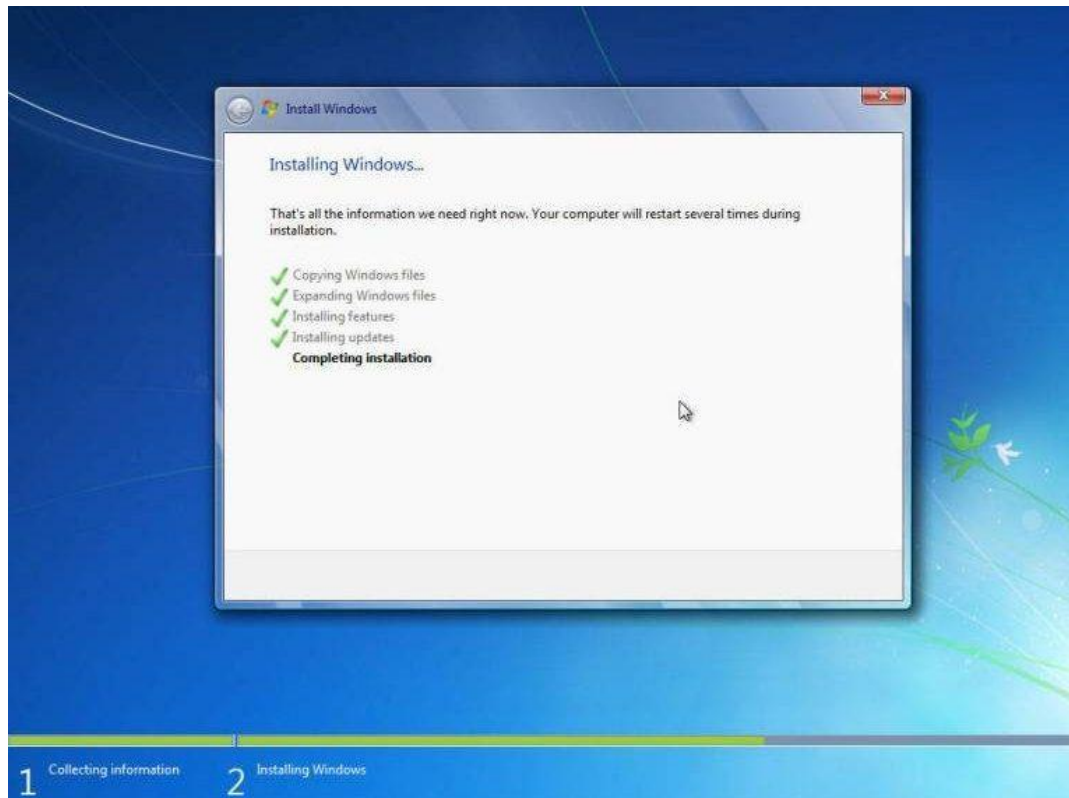 Install Windows
Installing Windows...
That's all the information we need right now. Your computer will restart several times during
installation.
Copying Windows files
Expanding Windows files
Installing features
Installing updates
Completing installation
1 Collecting information
2 Installing Windows